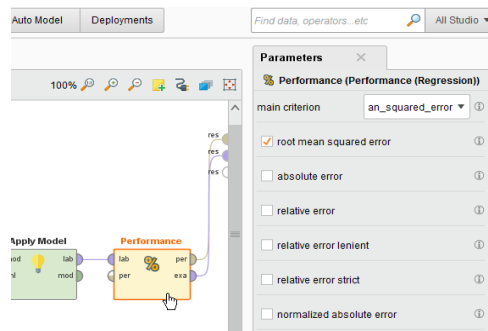 Auto Model
Deployments
Find data, operators...etc
All Studio
Parameters
100%
Performance (Performance (Regression))
main criterion
an_squared_error
res
root mean squared error
res
res
absolute error
relative error
relative error lenient
Apply Model
Performance
lab
lab
per
mod
per
exa
relative error strict
normalized absolute error